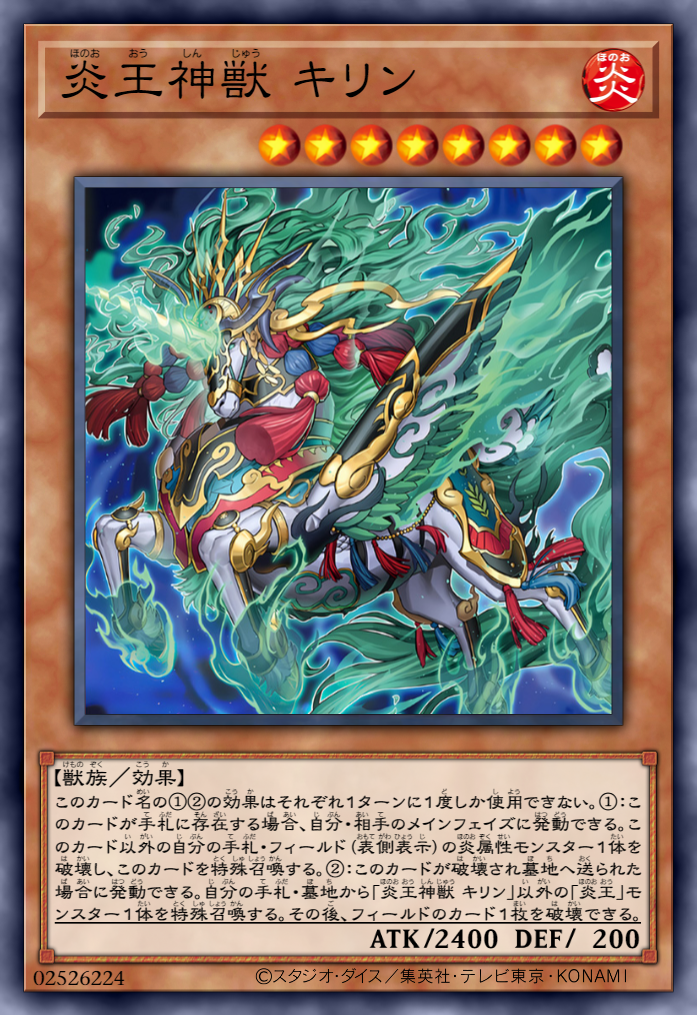 炎王神獣 キリン
炎
【獣族／効果】
このカード名の①②の効果はそれぞれ1ターンに1度しか使用できない。①：こ
のカードが手札に存在する場合、自分・相手のメインフェイズに発動できる。こ
のカード以外の自分の手札・フィールド(表側表示)の炎属性モンスター1体を
破壊し、このカードを特殊召喚する。②：このカードが破壊され墓地へ送られた
場合に発動できる。自分の手札・墓地から「炎王神獣 キリン」以外の「炎王」モ
ンスター1体を特殊召喚する。その後、フィールドのカード1枚を破壊できる。
ATK/2400 DEF/ 200
02526224 ©スタジオ・ダイス／集英社・テレビ東京・KONAMI